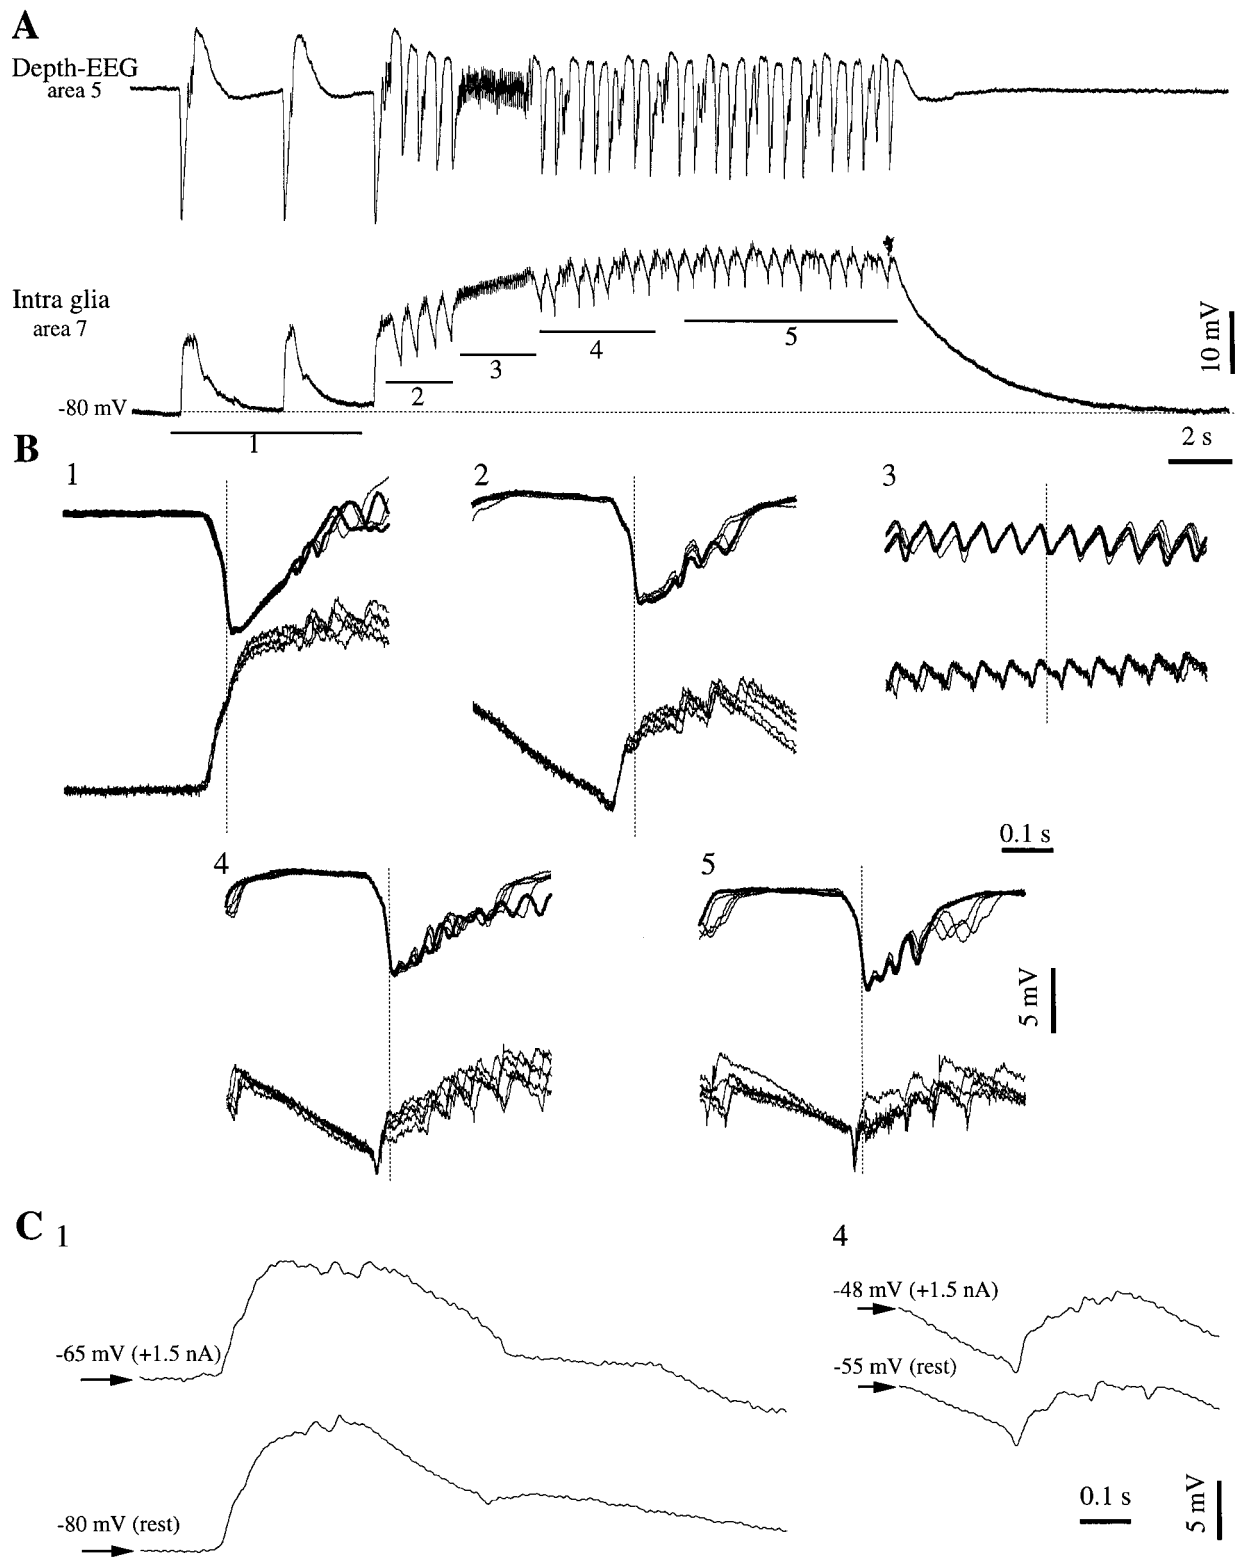 A
Depth-EEG
area 5
Intra glia
area 7
10 mV
-80 mV
1
2
3
4
5
2 s
B
1
2
3
0.1 s
4
5
5 mV
C
1
4
-48 mV (+1.5 nA)
-65 mV (+1.5 nA)
-55 mV (rest)
-80 mV (rest)
0.1 s
5 mV